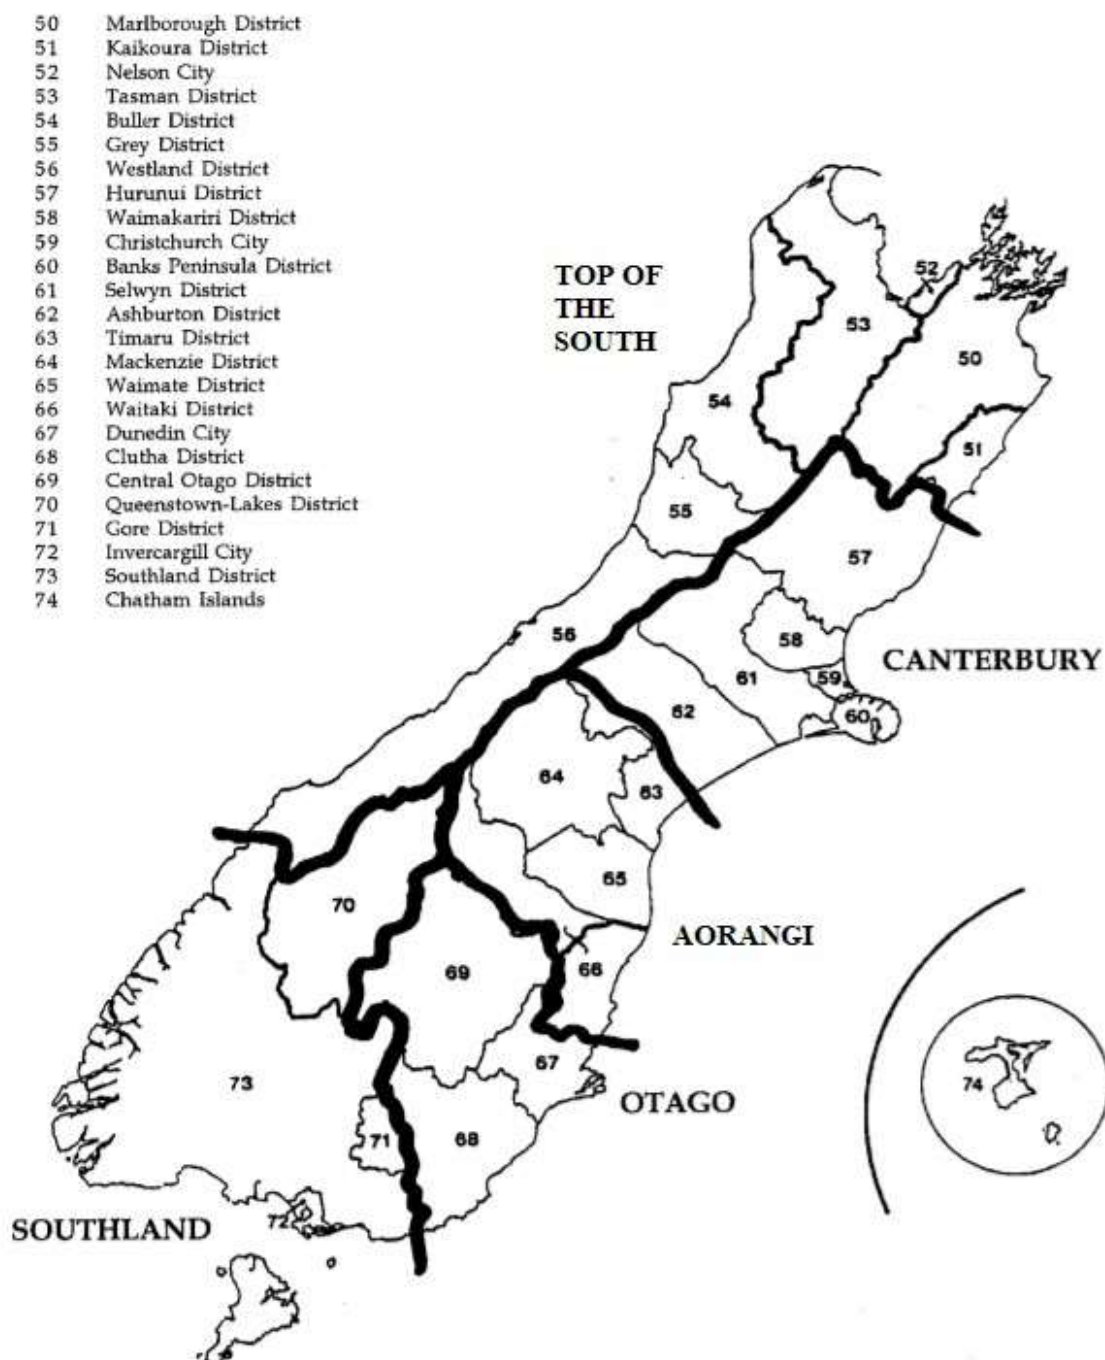 50 Marlborough District
51 Kaikoura District
52 Nelson City
53 Tasman District
54 Buller District
55 Grey District
56 Westland District
57 Hurunui District
58 Waimakariri District
59 Christchurch City
60 Banks Peninsula District
61 Selwyn District
62 Ashburton District
63 Timaru District
64 Mackenzie District
65 Waimate District
66 Waitaki District
67 Dunedin City
68 Clutha District
69 Central Otago District
70 Queenstown-Lakes District
71 Gore District
72 Invercargill City
73 Southland District
74 Chatham Islands
TOP OF
THE
SOUTH
52
53
50
54
51
55
57
56
58
CANTERBURY
61
59
62
60
64
63
65
70
AORANGI
69
66
67
74
73
OTAGO
71
68
72
SOUTHLAND